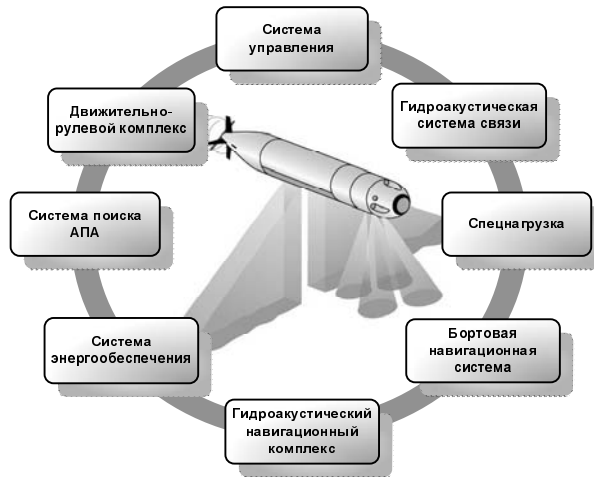 Система
управления
Гидроакустическая
система связи
Спецнагрузка
Бортовая
навигационная
система
Гидроакустический
навигационный
комплекс
Система
энергообеспечения
Система поиска
АПА
Движительно-
рулевой комплекс